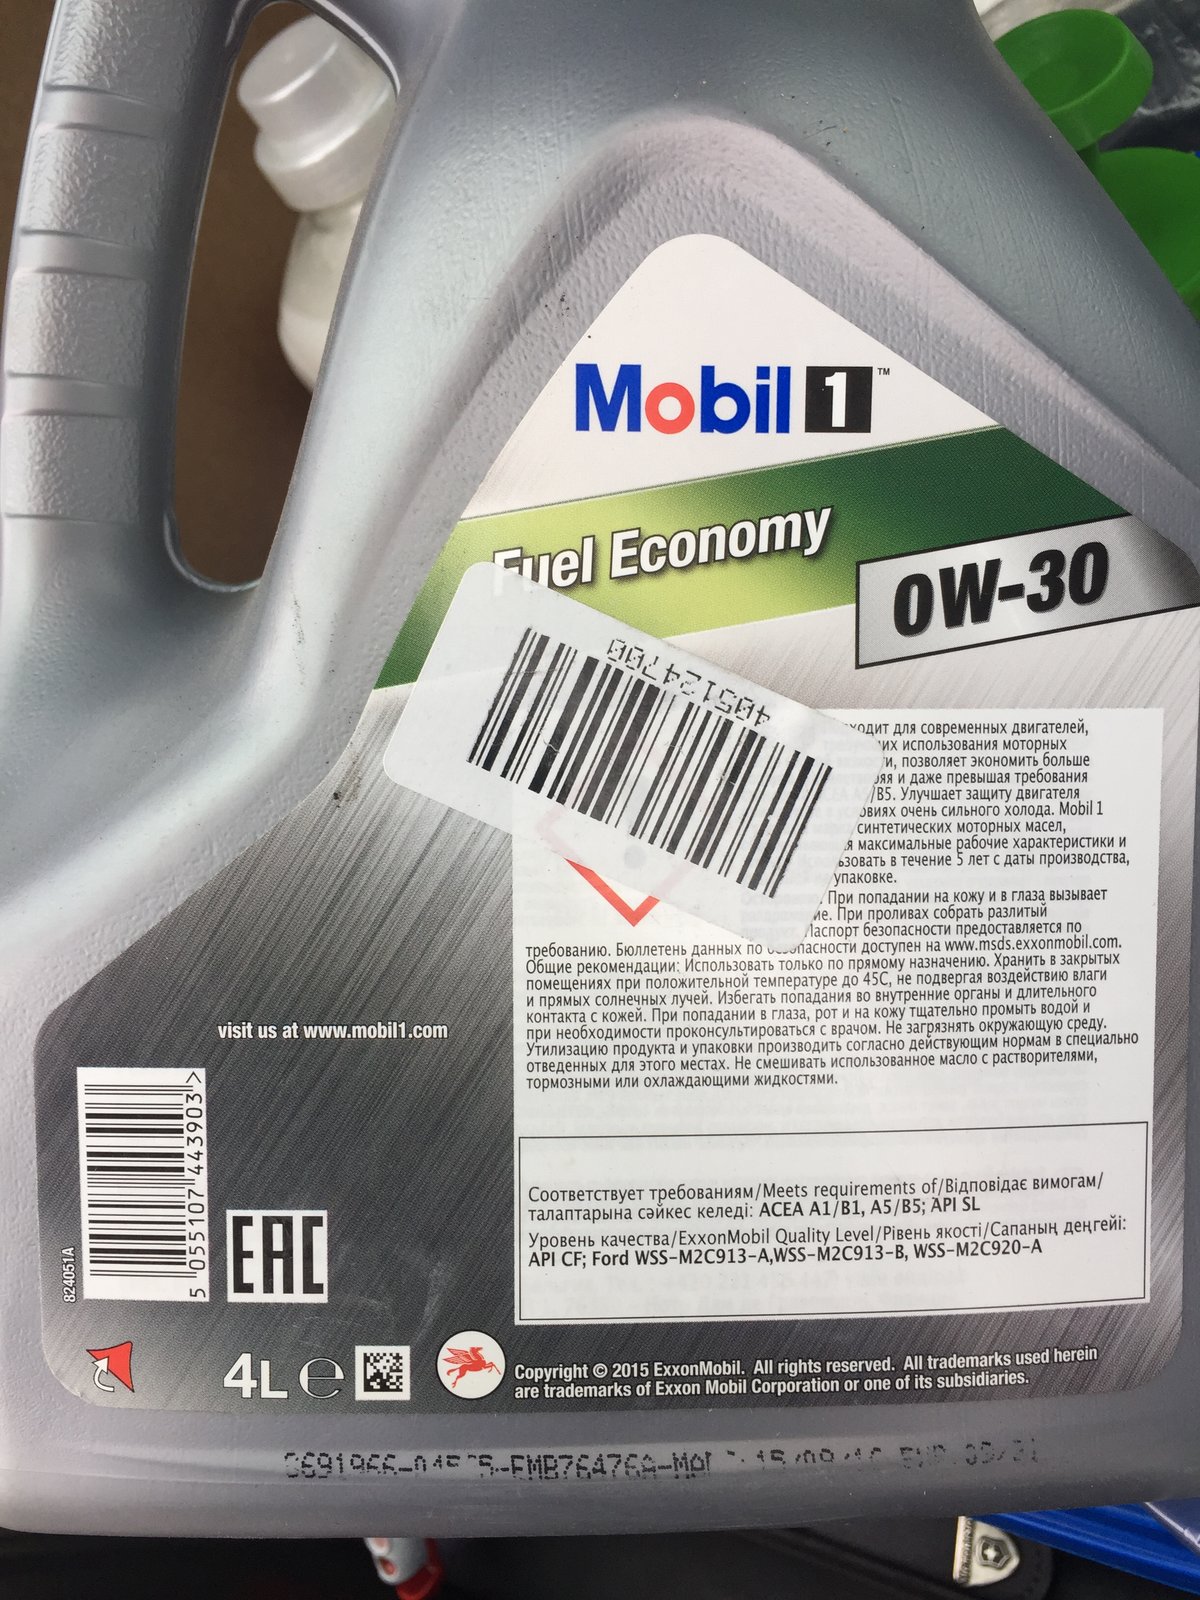 Mobil 1™
Fuel Economy
0W-30
405124700
для современных двигателей,
использования моторных
позволяет экономить больше
и даже превышая требования
/B5. Улучшает защиту двигателя
очень сильного холода. Mobil 1
синтетических моторных масел,
максимальные рабочие характеристики и
в течение 5 лет с даты производства,
упаковке.
При попадании на кожу и в глаза вызывает
При проливах собрать разлитый
Паспорт безопасности предоставляется по
требованию. Бюллетень данных по безопасности доступен на www.msds.exxonmobil.com.
Общие рекомендации: Использовать только по прямому назначению. Хранить в закрытых
помещениях при положительной температуре до 45C, не подвергая воздействию влаги
и прямых солнечных лучей. Избегать попадания во внутренние органы и длительного
контакта с кожей. При попадании в глаза, рот и на кожу тщательно промыть водой и
при необходимости проконсультироваться с врачом. Не загрязнять окружающую среду.
Утилизацию продукта и упаковки производить согласно действующим нормам в специально
отведенных для этого местах. Не смешивать использованное масло с растворителями,
тормозными или охлаждающими жидкостями.
visit us at www.mobil1.com
5 055107 443903>
824051A
EAC
Соответствует требованиям/Meets requirements of/Відповідає вимогам/
талаптарына сәйкес келеді: ACEA A1/B1, A5/B5; API SL
Уровень качества/ExxonMobil Quality Level/Рівень якості/Сапаның деңгейі:
API CF; Ford WSS-M2C913-A,WSS-M2C913-B, WSS-M2C920-A
4L e
Copyright © 2015 ExxonMobil. All rights reserved. All trademarks used herein
are trademarks of Exxon Mobil Corporation or one of its subsidiaries.